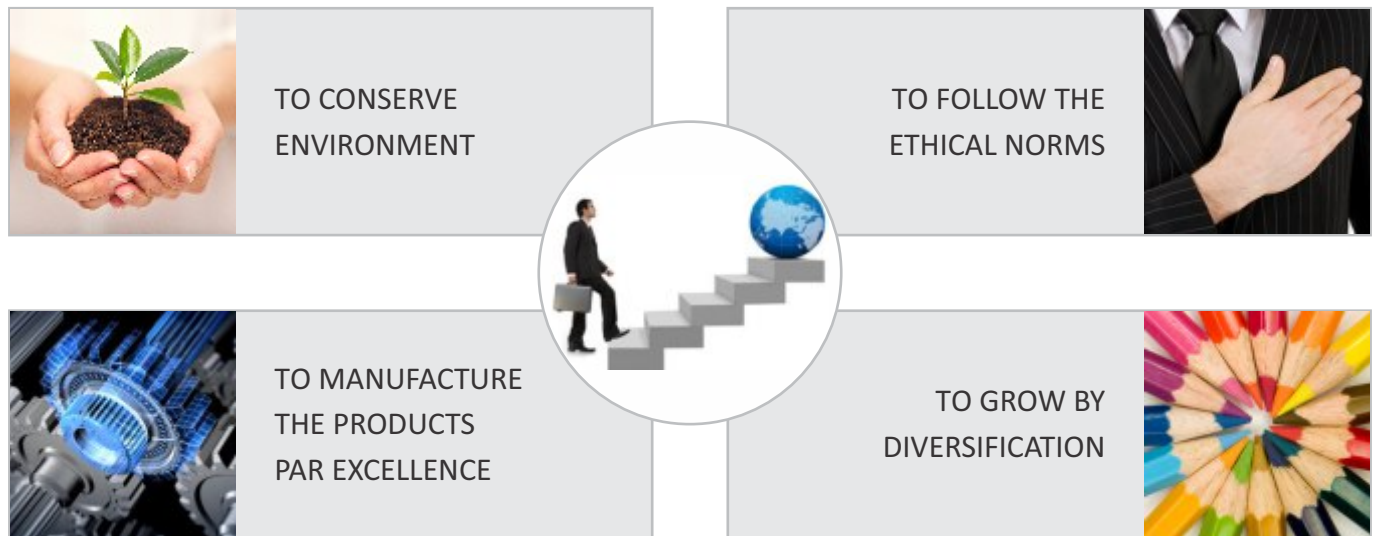 TO CONSERVE
ENVIRONMENT
TO FOLLOW THE
ETHICAL NORMS
TO MANUFACTURE
THE PRODUCTS
PAR EXCELLENCE
TO GROW BY
DIVERSIFICATION